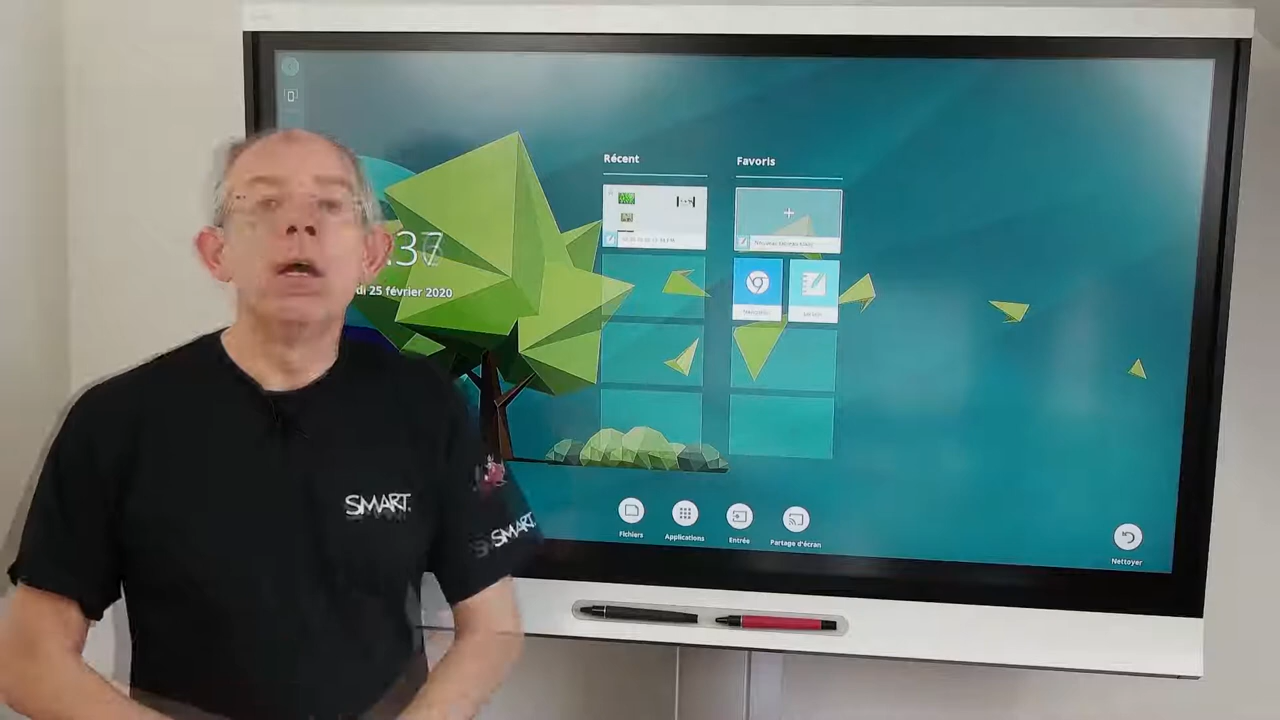 Récent
Favoris
:37
di 25 février 2020
Fichiers
Applications
Entrée
Partage d'écran
Nettoyer
SMART
SMART